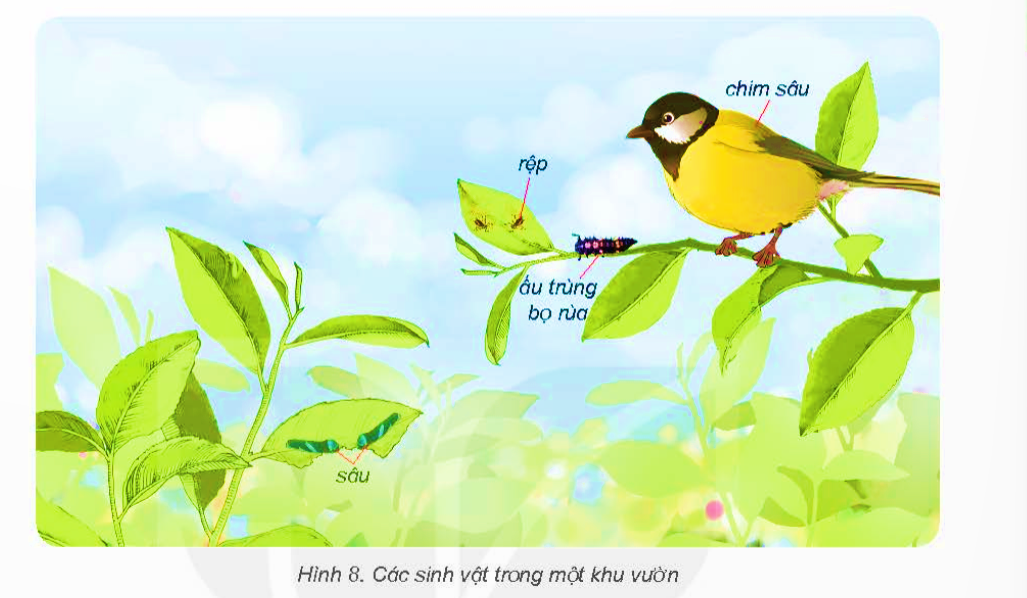 chim sâu
rệp
ấu trùng
bọ rùa
sâu
Hình 8. Các sinh vật trong một khu vườn